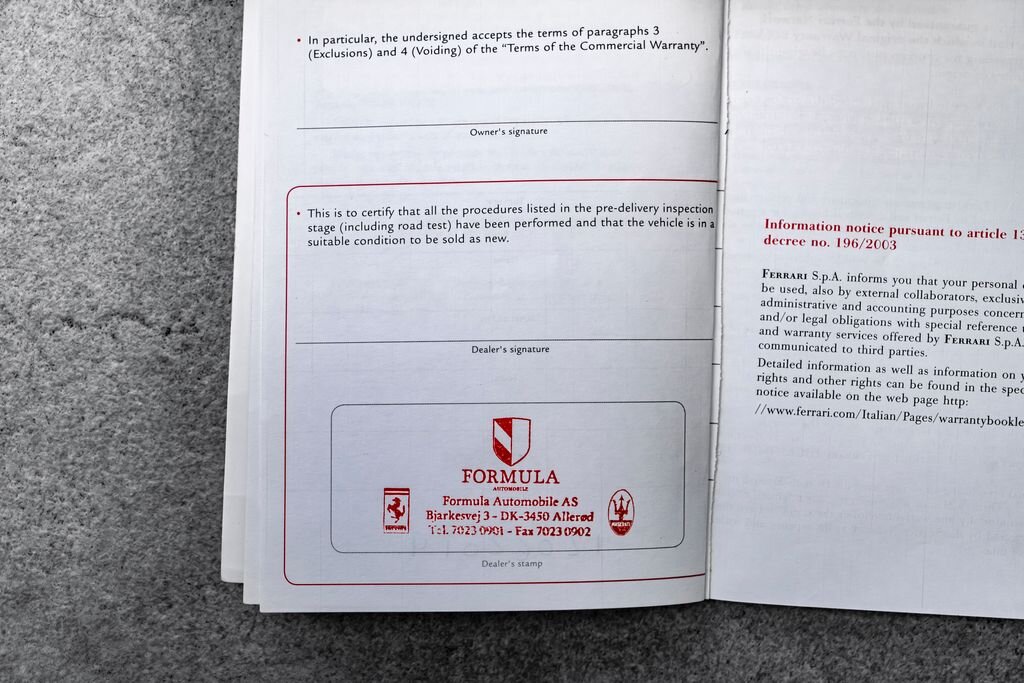 • In particular, the undersigned accepts the terms of paragraphs 3
(Exclusions) and 4 (Voiding) of the "Terms of the Commercial Warranty".
Owner's signature
• This is to certify that all the procedures listed in the pre-delivery inspection
stage (including road test) have been performed and that the vehicle is in a
suitable condition to be sold as new.
Dealer's signature
FORMULA
AUTOMOBILE
Formula Automobile AS
Bjarkesvej 3 - DK-3450 Allerød
Tel. 7023 0901 - Fax 7023 0902
MASERATI
Dealer's stamp
Information notice pursuant to article 13
decree no. 196/2003
FERRARI S.p.A. informs you that your personal
be used, also by external collaborators,
administrative and accounting purposes
and/or legal obligations with special reference
and warranty services offered by FERRARI S.p.A.
communicated to third parties.
Detailed information as well as information on
rights and other rights can be found in the
notice available on the web page http:
//www.ferrari.com/Italian/Pages/warrantybookle